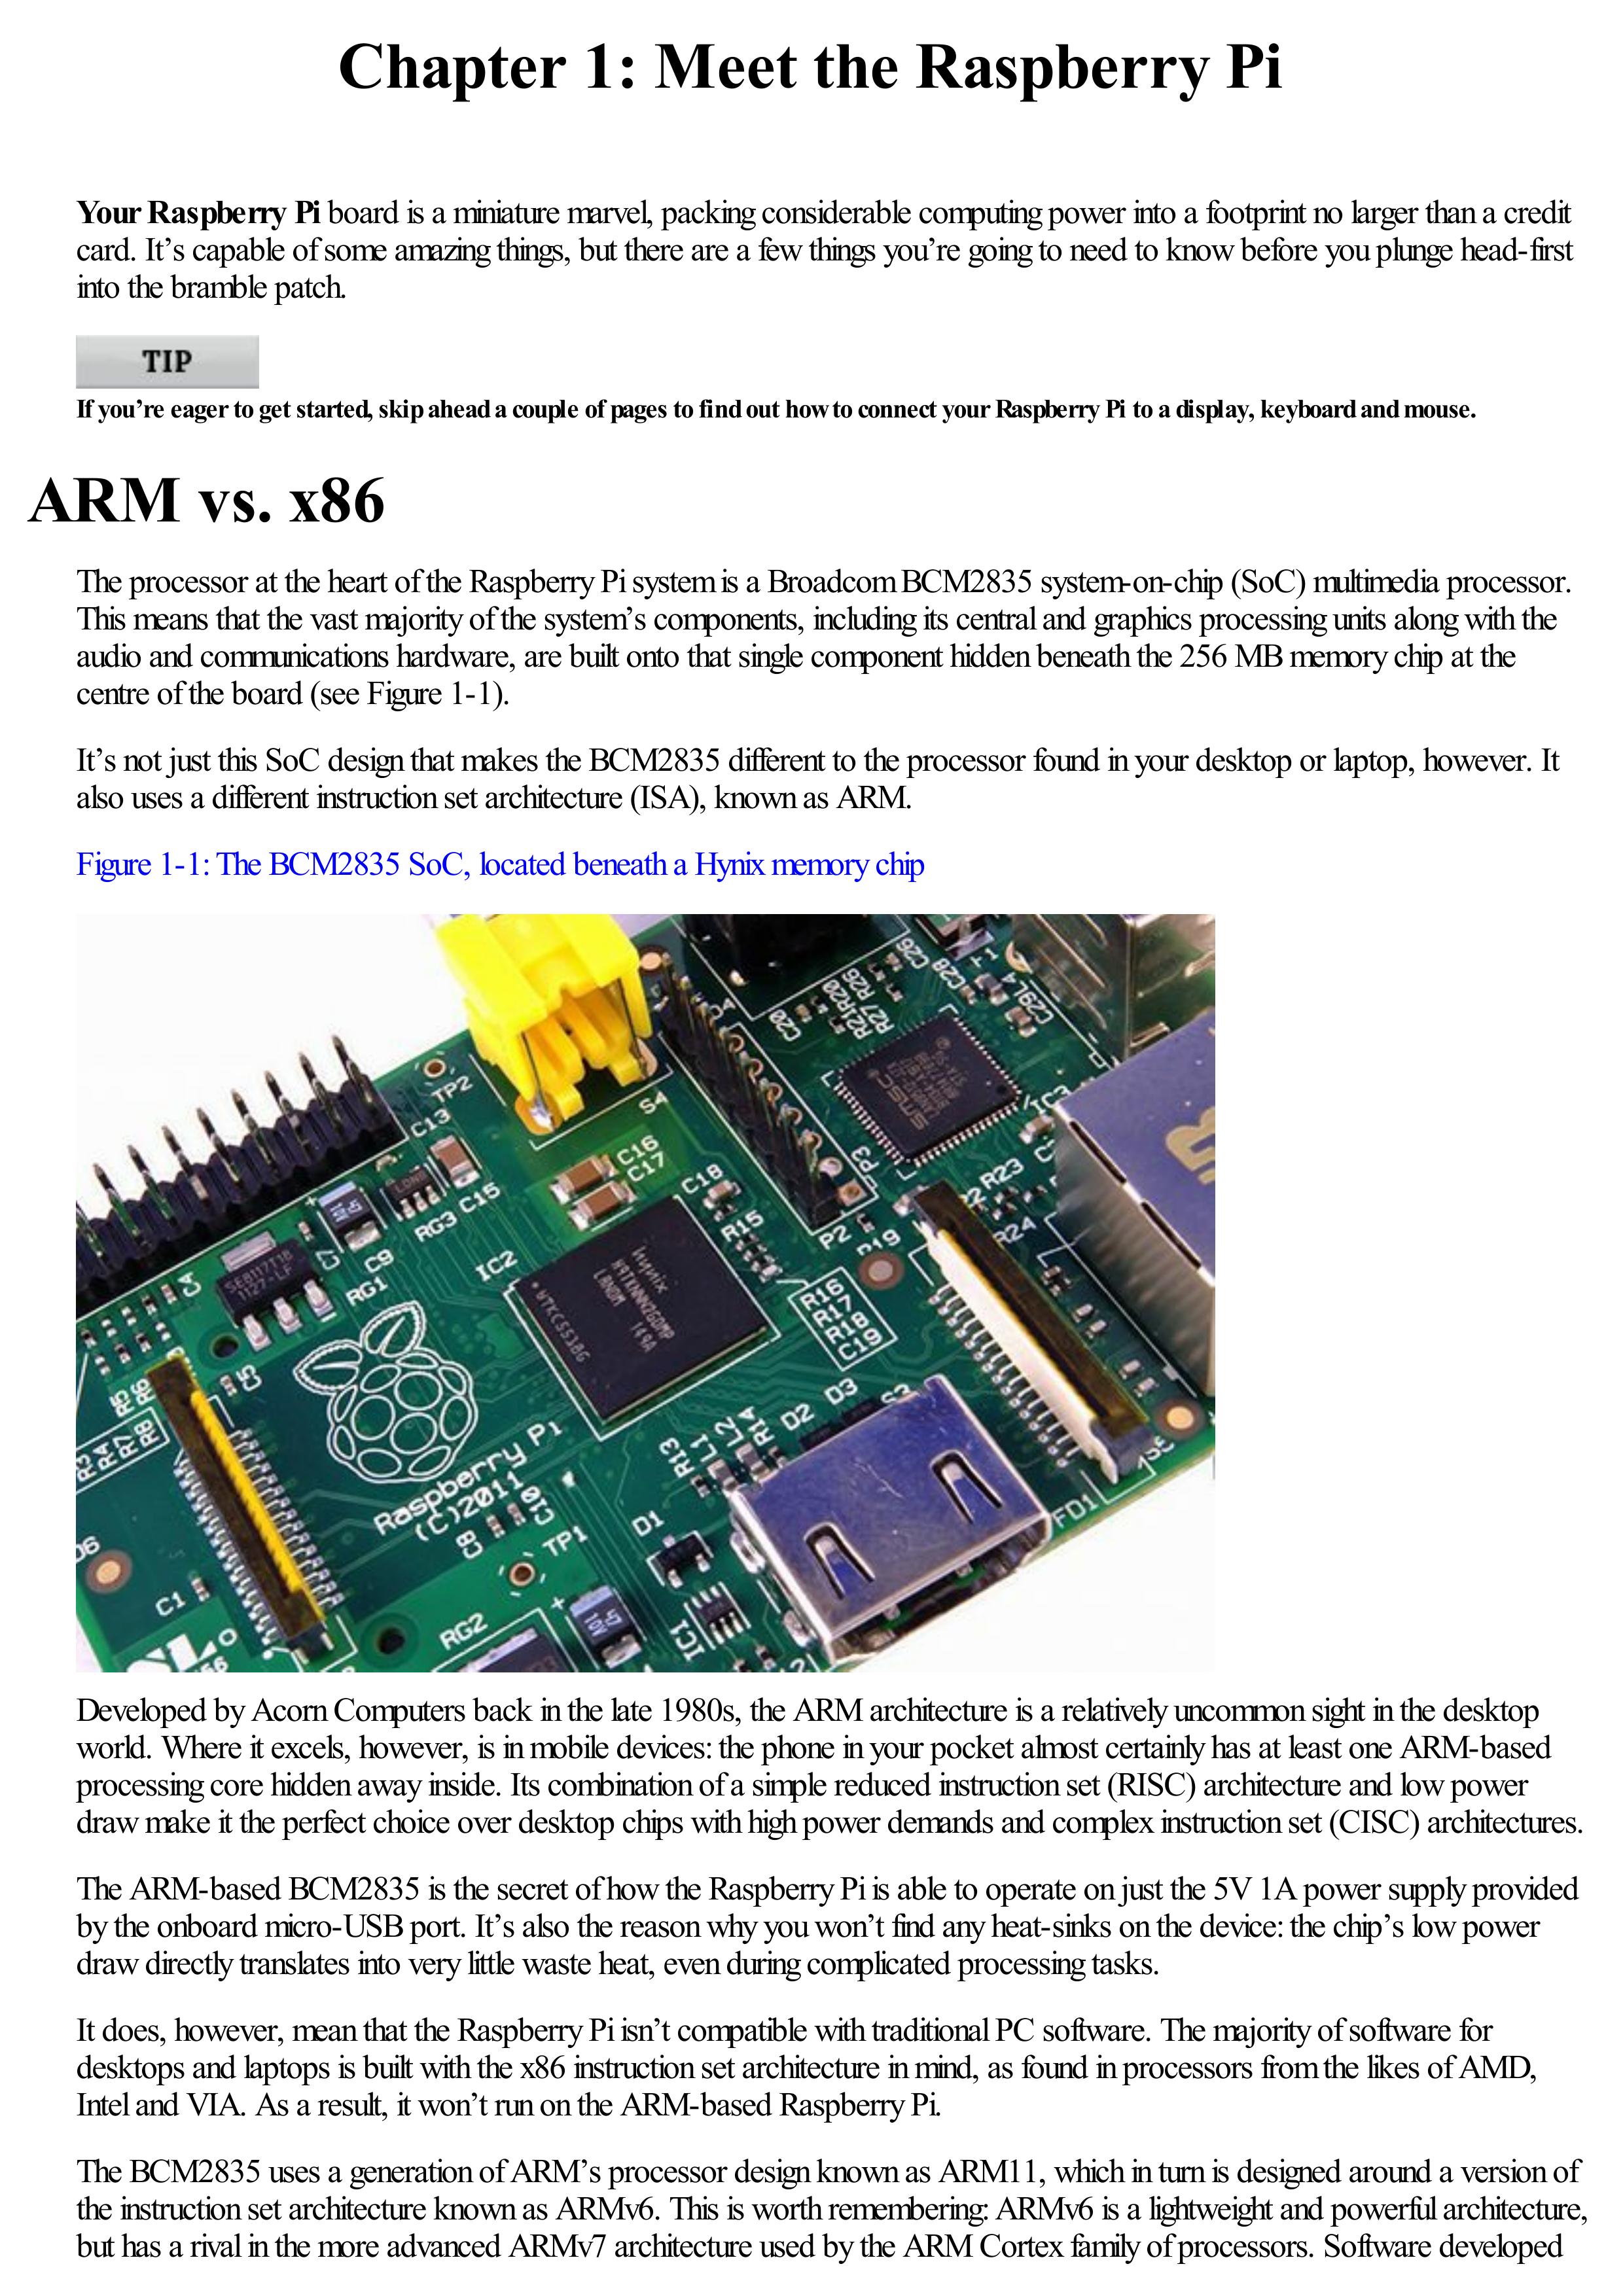 Chapter 1: Meet the Raspberry Pi
Your Raspberry Pi board is a miniature marvel, packing considerable computing power into a footprint no larger than a credit
card. It’s capable of some amazing things, but there are a few things you’re going to need to know before you plunge head-first
into the bramble patch.
TIP
If you’re eager to get started, skip ahead a couple of pages to find out how to connect your Raspberry Pi to a display, keyboard and mouse.
ARM vs. x86
The processor at the heart of the Raspberry Pi system is a Broadcom BCM2835 system-on-chip (SoC) multimedia processor.
This means that the vast majority of the system’s components, including its central and graphics processing units along with the
audio and communications hardware, are built onto that single component hidden beneath the 256 MB memory chip at the
centre of the board (see Figure 1-1).
It’s not just this SoC design that makes the BCM2835 different to the processor found in your desktop or laptop, however. It
also uses a different instruction set architecture (ISA), known as ARM.
Figure 1-1: The BCM2835 SoC, located beneath a Hynix memory chip
C26
C28
T1
C29
L4
R26
R27
R20
R21
C20
TP2
C13
S4
C16
C17
C18
R15
P3
P2
R19
R23
R24
SMSC
IC3
C15
RG3
C9
C7
RG1
IC2
C4
SE8117T18
1127-LF
hynix
R16
R17
R18
C19
C5
R5
R6
R4
R7
R8
Raspberry Pi
(C)2011
C8
C10
TP1
R13
L1
L2
R14
D2
D3
D1
IC1
FD1
C1
RG2
47
10V
Developed by Acorn Computers back in the late 1980s, the ARM architecture is a relatively uncommon sight in the desktop
world. Where it excels, however, is in mobile devices: the phone in your pocket almost certainly has at least one ARM-based
processing core hidden away inside. Its combination of a simple reduced instruction set (RISC) architecture and low power
draw make it the perfect choice over desktop chips with high power demands and complex instruction set (CISC) architectures.
The ARM-based BCM2835 is the secret of how the Raspberry Pi is able to operate on just the 5V 1A power supply provided
by the onboard micro-USB port. It’s also the reason why you won’t find any heat-sinks on the device: the chip’s low power
draw directly translates into very little waste heat, even during complicated processing tasks.
It does, however, mean that the Raspberry Pi isn’t compatible with traditional PC software. The majority of software for
desktops and laptops is built with the x86 instruction set architecture in mind, as found in processors from the likes of AMD,
Intel and VIA. As a result, it won’t run on the ARM-based Raspberry Pi.
The BCM2835 uses a generation of ARM’s processor design known as ARM11, which in turn is designed around a version of
the instruction set architecture known as ARMv6. This is worth remembering: ARMv6 is a lightweight and powerful architecture,
but has a rival in the more advanced ARMv7 architecture used by the ARM Cortex family of processors. Software developed